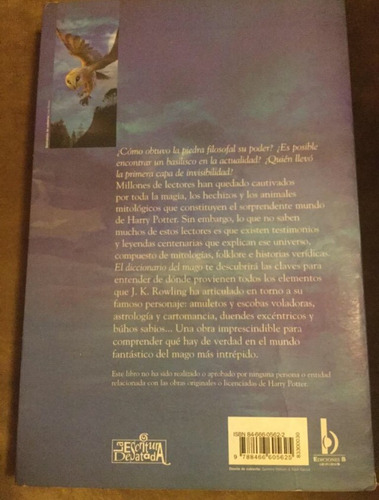 ¿Cómo obtuvo la piedra filosofal su poder? ¿Es posible
encontrar un basilisco en la actualidad? ¿Quién llevó
la primera capa de invisibilidad?
Millones de lectores han quedado cautivados
por toda la magia, los hechizos y los animales
mitológicos que constituyen el sorprendente mundo
de Harry Potter. Sin embargo, lo que no saben
muchos de estos lectores es que existen testimonios
y leyendas centenarias que explican ese universo,
compuesto de mitologías, folklore e historias verídicas.
El diccionario del mago te descubrirá las claves para
entender de dónde provienen todos los elementos
que J. K. Rowling ha articulado en torno a su
famoso personaje: amuletos y escobas voladoras,
astrología y cartomancia, duendes excéntricos y
búhos sabios... Una obra imprescindible para
comprender qué hay de verdad en el mundo
fantástico del mago más intrépido.
Este libro no ha sido realizado o aprobado por ninguna persona o entidad
relacionada con las obras originales o licenciadas de Harry Potter.
La Escritura
Desatada
ISBN 84-666-0562-3
9 788466 605625
EDICIONES B